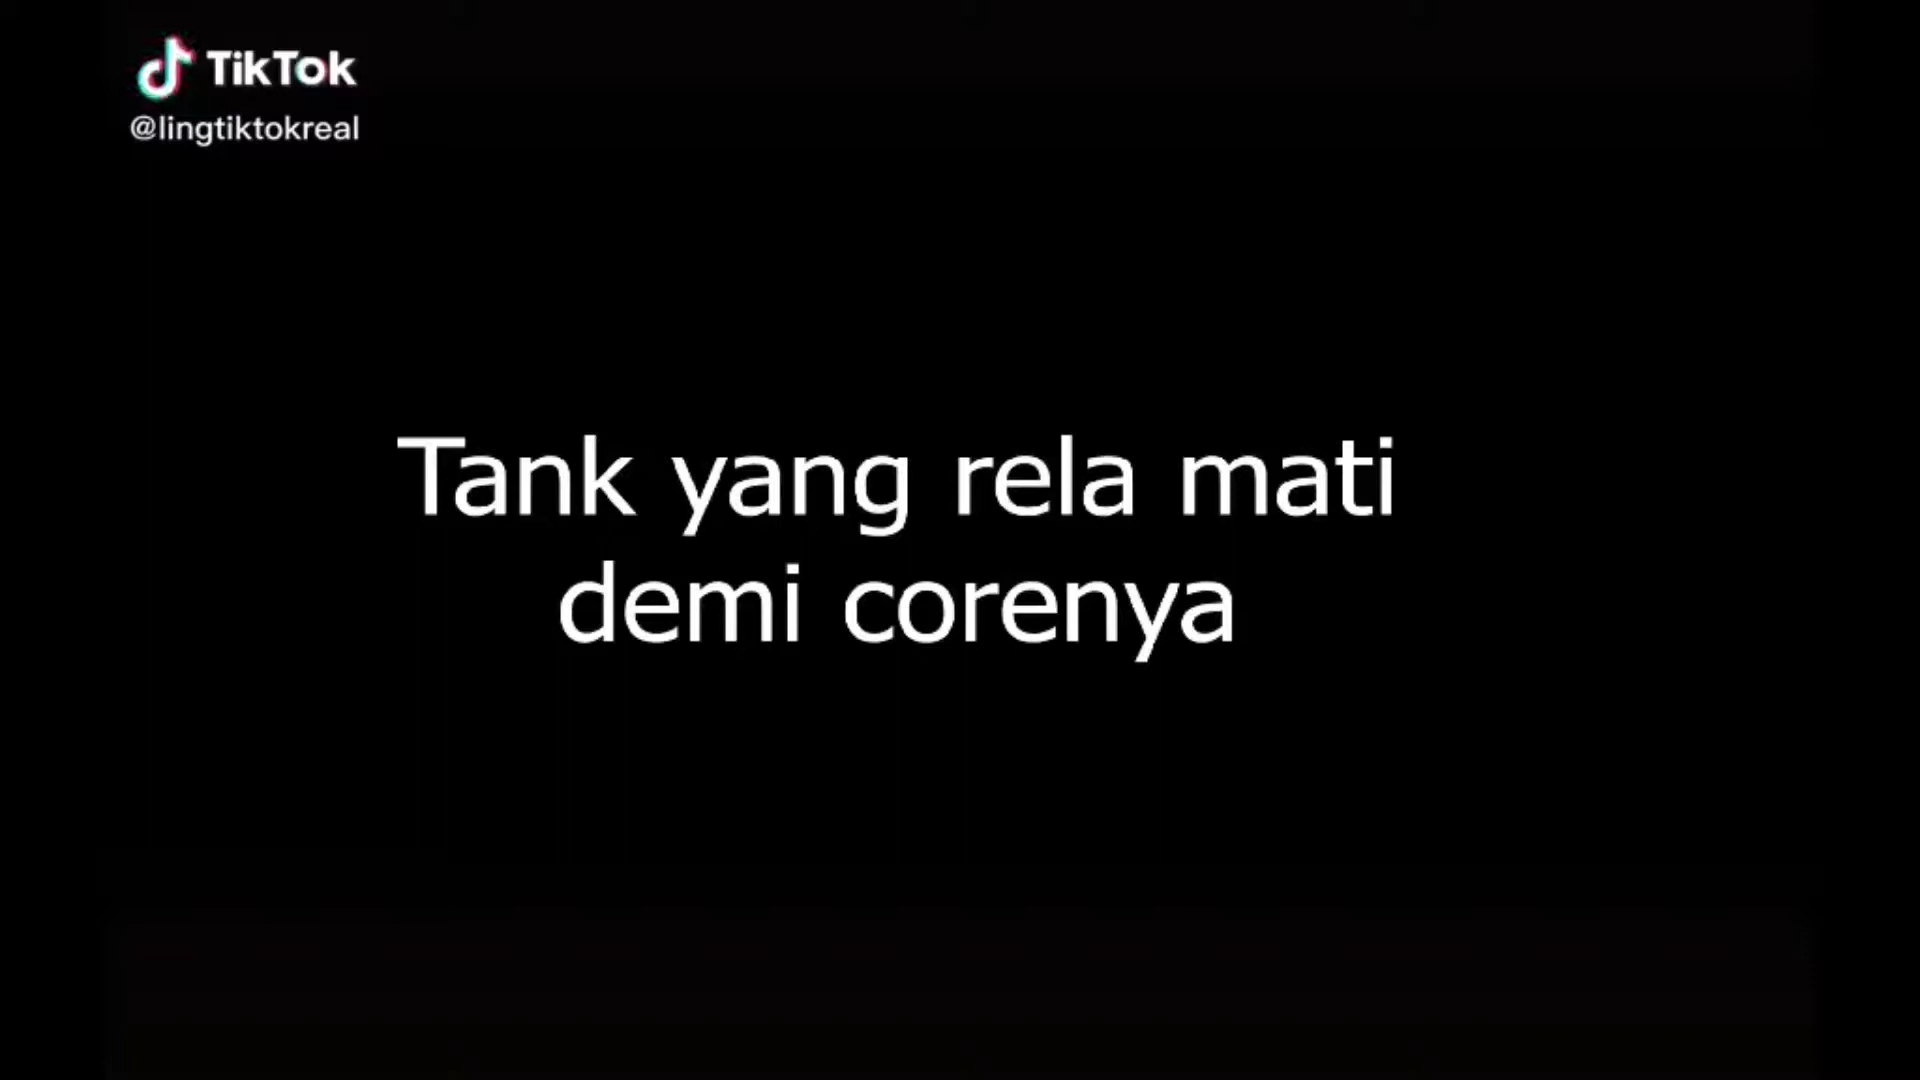 TikTok
@lingtiktokreal
Tank yang rela mati
demi corenya